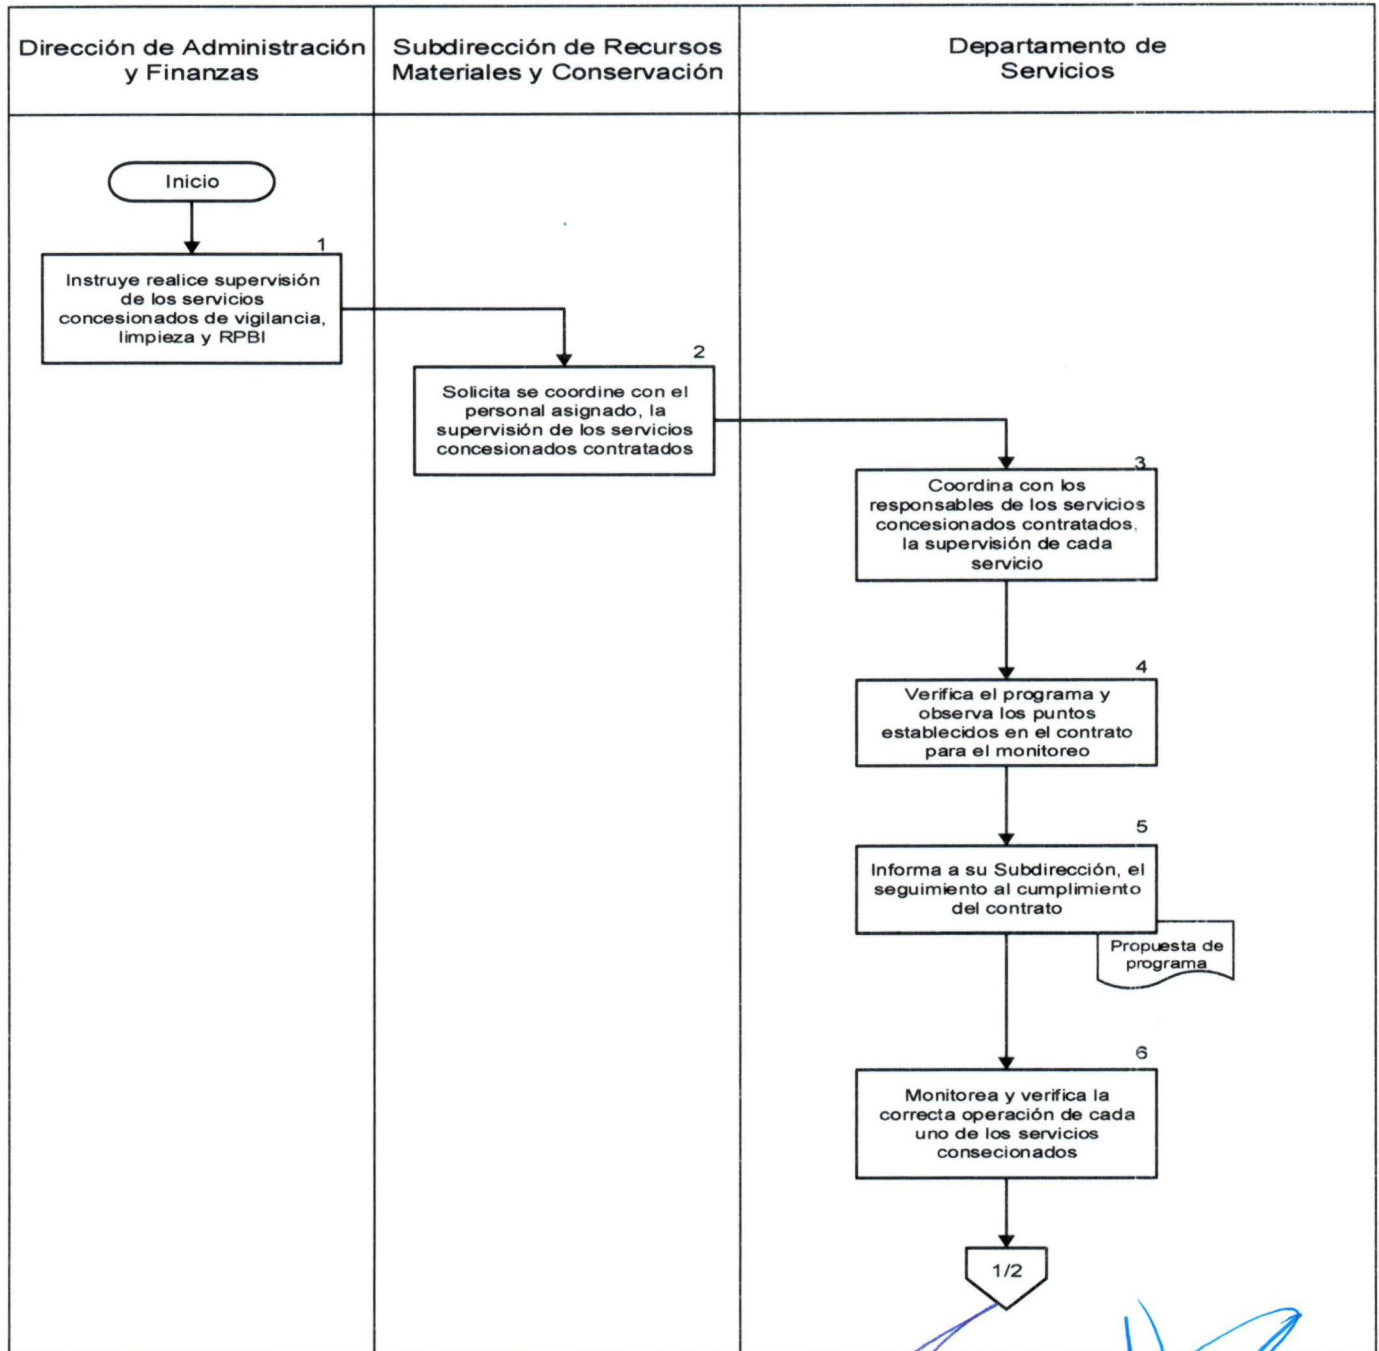 Dirección de Administración
y Finanzas
Subdirección de Recursos
Materiales y Conservación
Departamento de
Servicios
Inicio
1
Instruye realice supervisión
de los servicios
concesionados de vigilancia,
limpieza y RPBI
2
Solicita se coordine con el
personal asignado, la
supervisión de los servicios
concesionados contratados
3
Coordina con los
responsables de los servicios
concesionados contratados,
la supervisión de cada
servicio
4
Verifica el programa y
observa los puntos
establecidos en el contrato
para el monitoreo
5
Informa a su Subdirección, el
seguimiento al cumplimiento
del contrato
Propuesta de
programa
6
Monitorea y verifica la
correcta operación de cada
uno de los servicios
consecionados
1/2